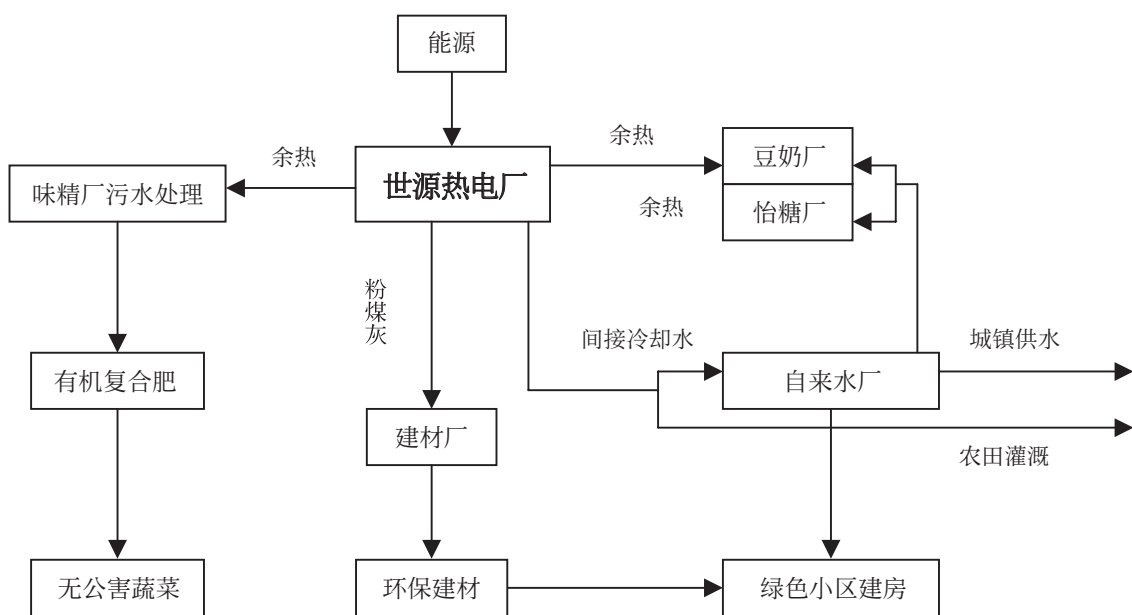 能源
余热
余热
豆奶厂
世源热电厂
味精厂污水处理
余热
怡糖厂
粉煤灰
间接冷却水
城镇供水
有机复合肥
自来水厂
建材厂
农田灌溉
无公害蔬菜
环保建材
绿色小区建房